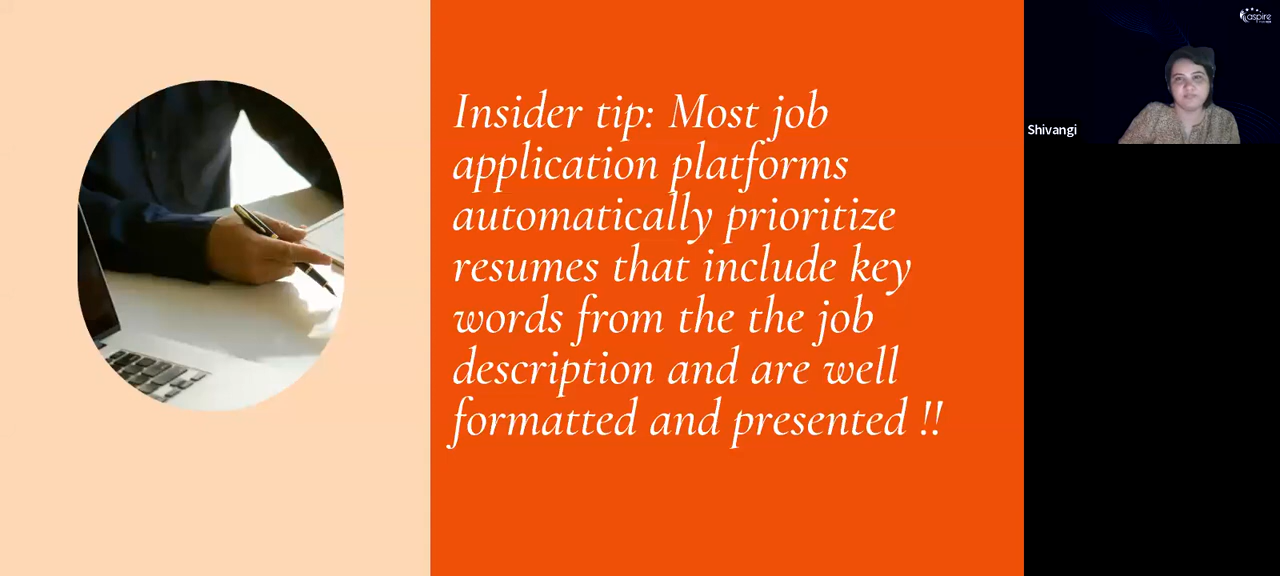 Insider tip: Most job
application platforms
automatically prioritize
resumes that include key
words from the the job
description and are well
formatted and presented !!
aspire
Shivangi